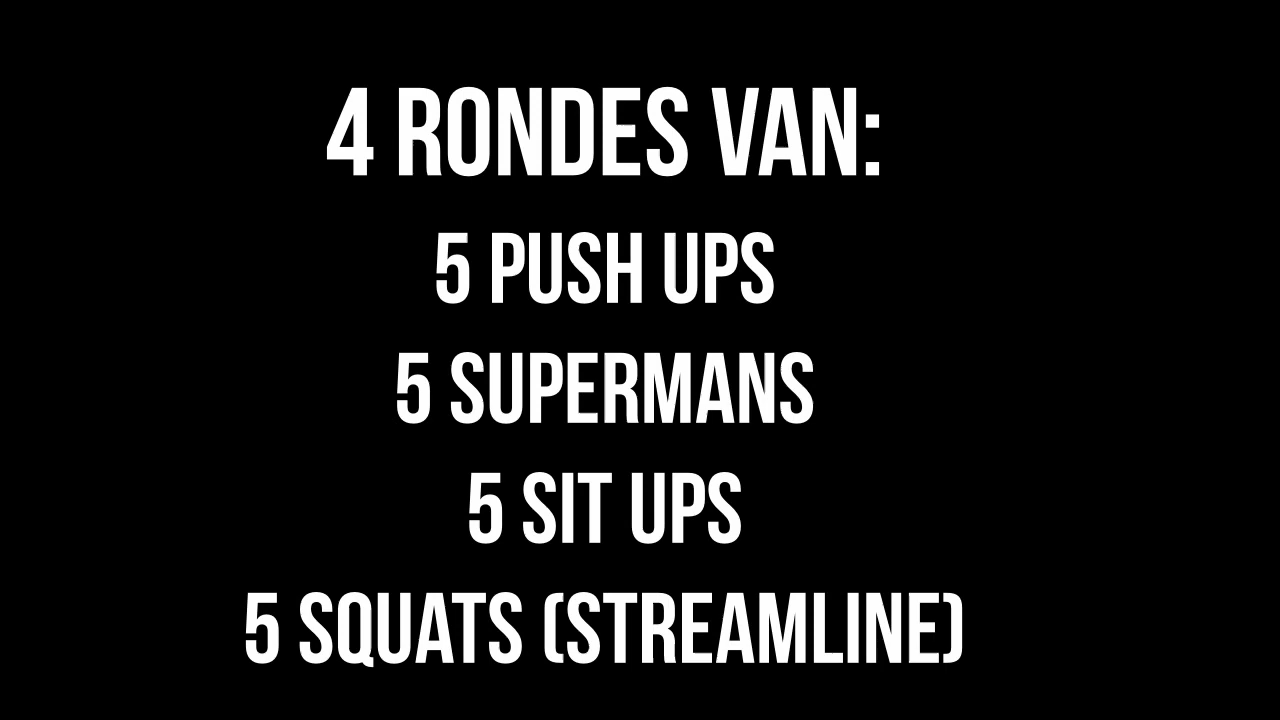 4 RONDES VAN:
5 PUSH UPS
5 SUPERMANS
5 SIT UPS
5 SQUATS (STREAMLINE)